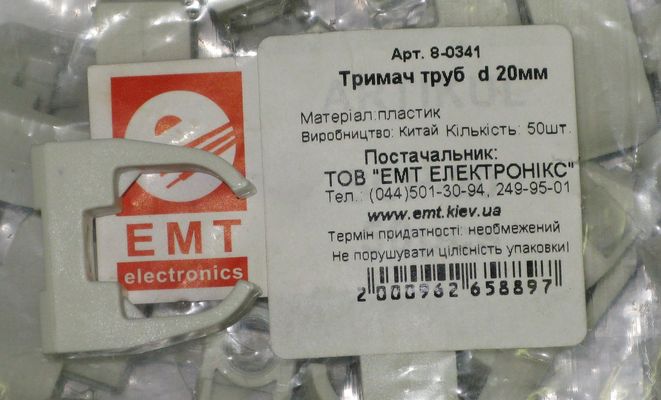 EMT
electronics
Арт. 8-0341
Тримач труб d 20мм
Матеріал:пластик
Виробництво: Китай Кількість: 50шт.
Постачальник:
ТОВ "ЕМТ ЕЛЕКТРОНІКС"
Тел.: (044)501-30-94, 249-95-01
www.emt.kiev.ua
Термін придатності: необмежений
Не порушувати цілісність упаковки!
2000962 658897